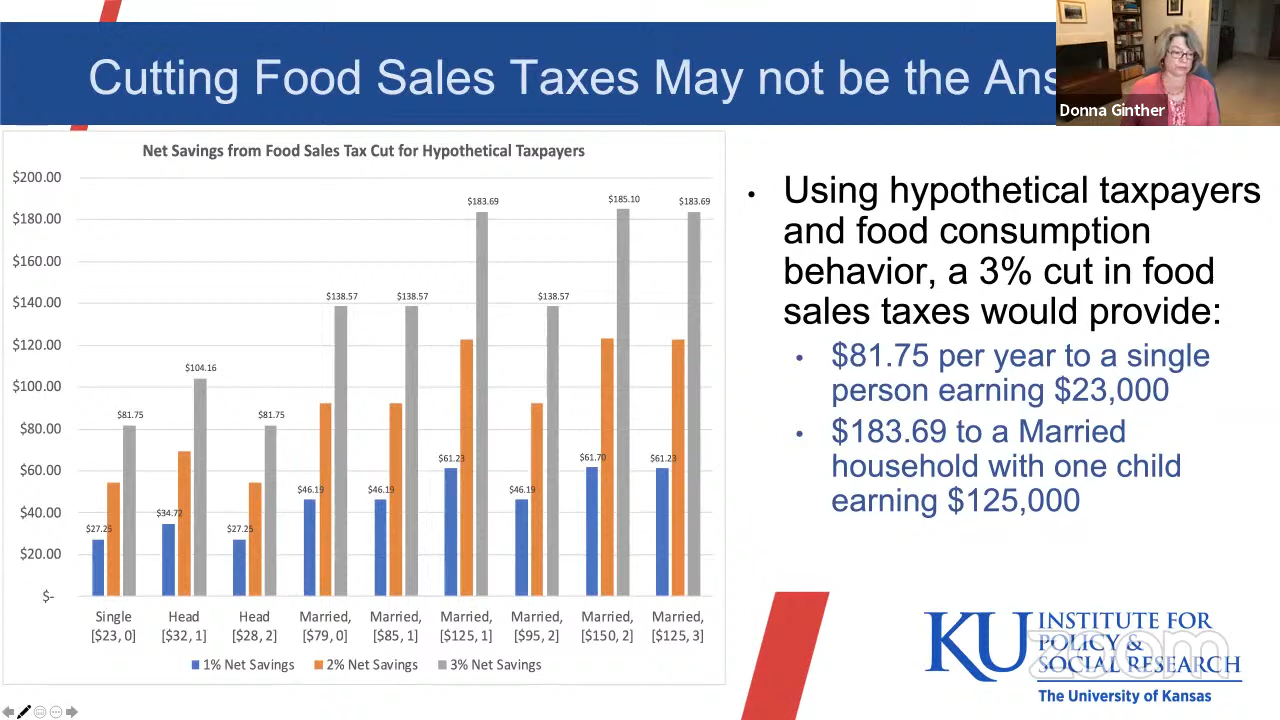 Cutting Food Sales Taxes May not be the Ans
Donna Ginther
Net Savings from Food Sales Tax Cut for Hypothetical Taxpayers
$200.00
$180.00
$160.00
$140.00
$120.00
$100.00
$80.00
$60.00
$40.00
$20.00
$-
$27.25
$81.75
$34.72
$104.16
$27.25
$81.75
$46.19
$138.57
$46.19
$138.57
$61.23
$183.69
$46.19
$138.57
$61.70
$185.10
$61.23
$183.69
Single [$23, 0]
Head [$32, 1]
Head [$28, 2]
Married, [$79, 0]
Married, [$85, 1]
Married, [$125, 1]
Married, [$95, 2]
Married, [$150, 2]
Married, [$125, 3]
1% Net Savings
2% Net Savings
3% Net Savings
• Using hypothetical taxpayers
and food consumption
behavior, a 3% cut in food
sales taxes would provide:
• $81.75 per year to a single
person earning $23,000
• $183.69 to a Married
household with one child
earning $125,000
KU INSTITUTE FOR
POLICY &
SOCIAL RESEARCH
The University of Kansas
zoom